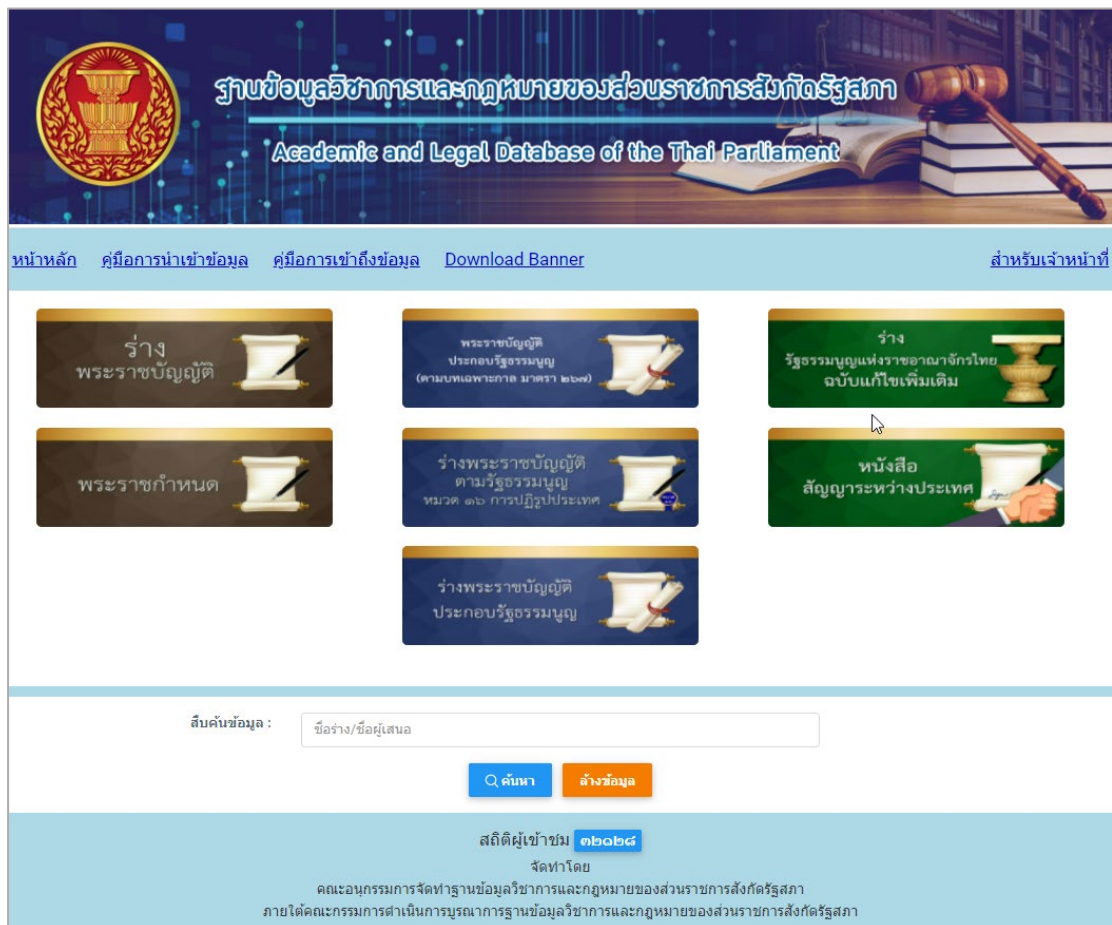 ฐานข้อมูลวิชาการและกฎหมายของส่วนราชการสังกัดรัฐสภา
Academic and Legal Database of the Thai Parliament
หน้าหลัก คู่มือการนำเข้าข้อมูล คู่มือการเข้าถึงข้อมูล Download Banner สำหรับเจ้าหน้าที่
ร่าง
พระราชบัญญัติ
พระราชบัญญัติ
ประกอบรัฐธรรมนูญ
(ตามบทเฉพาะกาล มาตรา ๒๖๗)
ร่าง
รัฐธรรมนูญแห่งราชอาณาจักรไทย
ฉบับแก้ไขเพิ่มเติม
พระราชกำหนด
ร่างพระราชบัญญัติ
ตามรัฐธรรมนูญ
หมวด ๑๖ การปฏิรูปประเทศ
หนังสือ
สัญญาระหว่างประเทศ
ร่างพระราชบัญญัติ
ประกอบรัฐธรรมนูญ
สืบค้นข้อมูล : ชื่อร่าง/ชื่อผู้เสนอ
ค้นหา ล้างข้อมูล
สถิติผู้เข้าชม ๓๒๑๒๘
จัดทำโดย
คณะอนุกรรมการจัดทำฐานข้อมูลวิชาการและกฎหมายของส่วนราชการสังกัดรัฐสภา
ภายใต้คณะกรรมการดำเนินการบูรณาการฐานข้อมูลวิชาการและกฎหมายของส่วนราชการสังกัดรัฐสภา